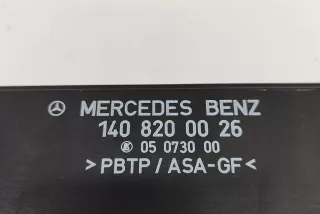 MERCEDES BENZ
140 820 00 26
05 0730 00
>PBTP / ASA-GF<